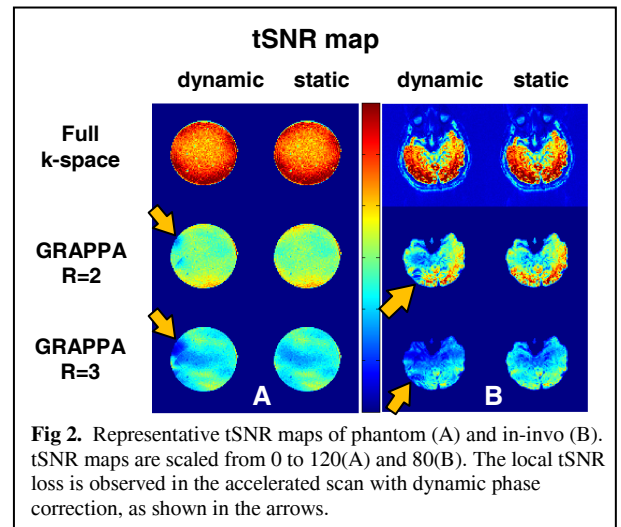 tSNR map
dynamic static dynamic static
Full
k-space
GRAPPA
R=2
GRAPPA
R=3
A B
Fig 2. Representative tSNR maps of phantom (A) and in-invo (B).
tSNR maps are scaled from 0 to 120(A) and 80(B). The local tSNR
loss is observed in the accelerated scan with dynamic phase
correction, as shown in the arrows.